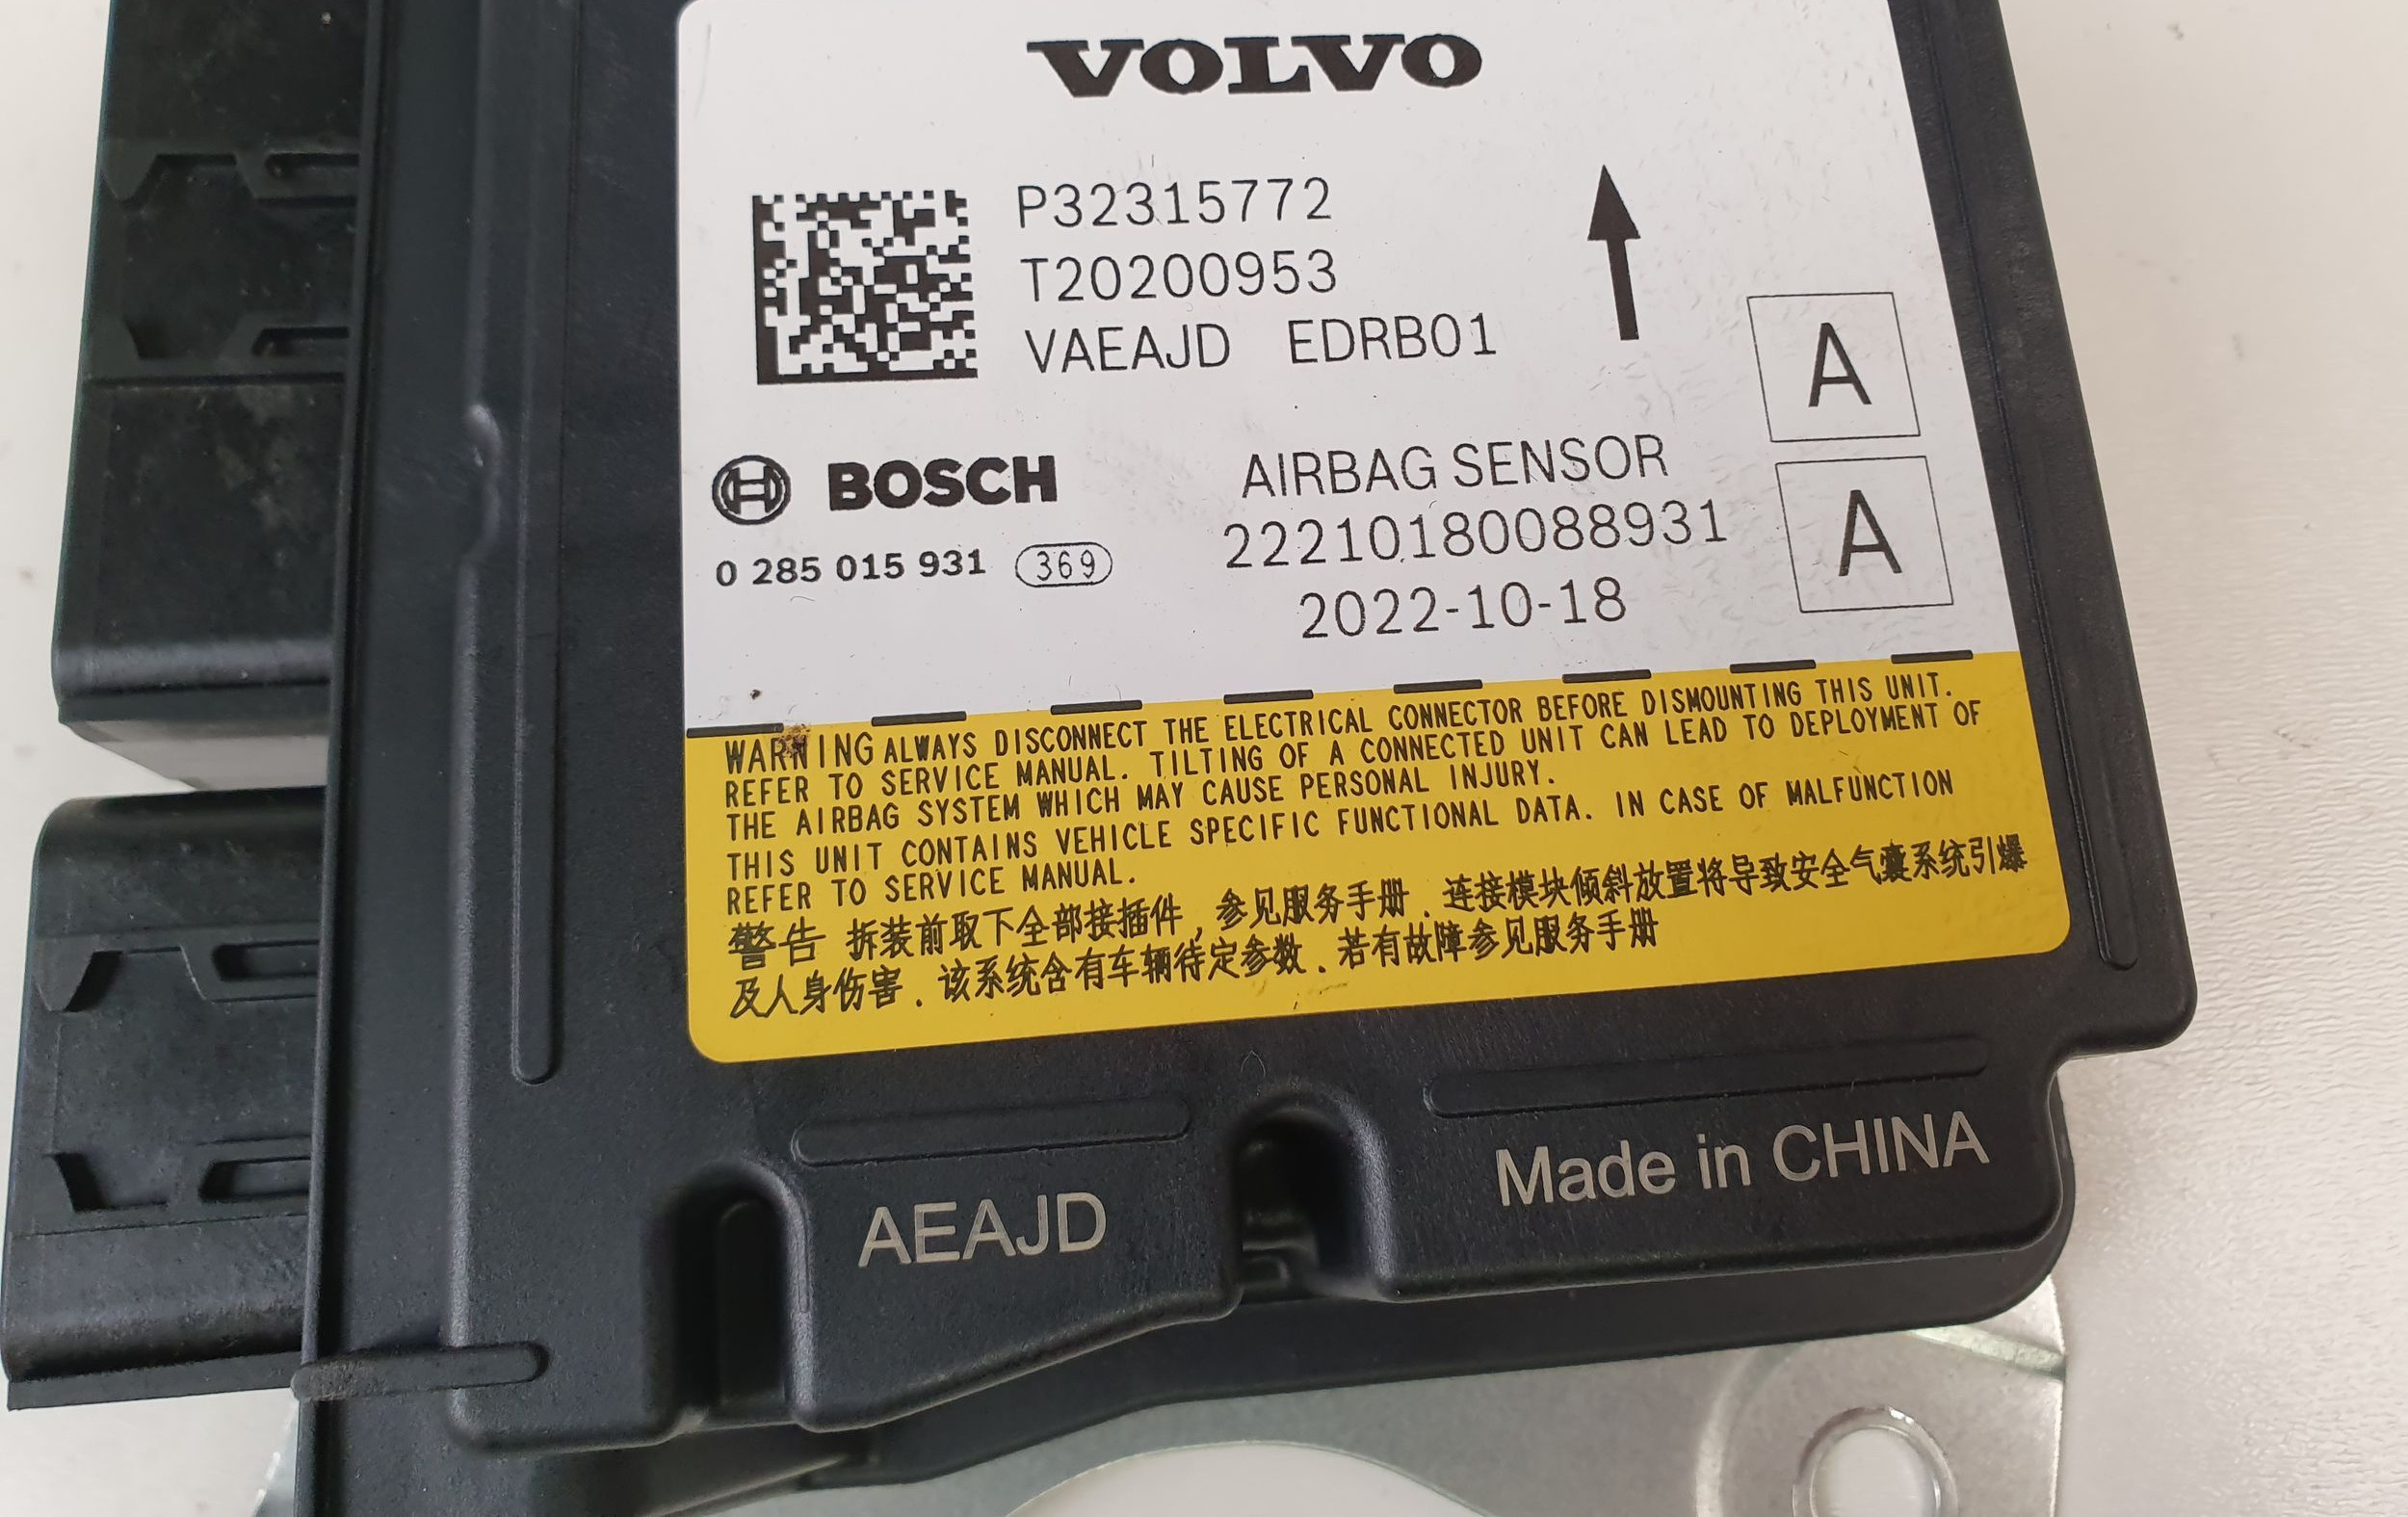 VOLVO
P32315772
T20200953
VAEAJD EDRB01
A
BOSCH
AIRBAG SENSOR
0 285 015 931 369
22210180088931
A
2022-10-18
WARNING ALWAYS DISCONNECT THE ELECTRICAL CONNECTOR BEFORE DISMOUNTING THIS UNIT.
REFER TO SERVICE MANUAL. TILTING OF A CONNECTED UNIT CAN LEAD TO DEPLOYMENT OF
THE AIRBAG SYSTEM WHICH MAY CAUSE PERSONAL INJURY.
THIS UNIT CONTAINS VEHICLE SPECIFIC FUNCTIONAL DATA. IN CASE OF MALFUNCTION
REFER TO SERVICE MANUAL.
警告 拆装前取下全部接插件，参见服务手册．连接模块倾斜放置将导致安全气囊系统引爆
及人身伤害．该系统含有车辆待定参数．若有故障参见服务手册
AEAJD
Made in CHINA